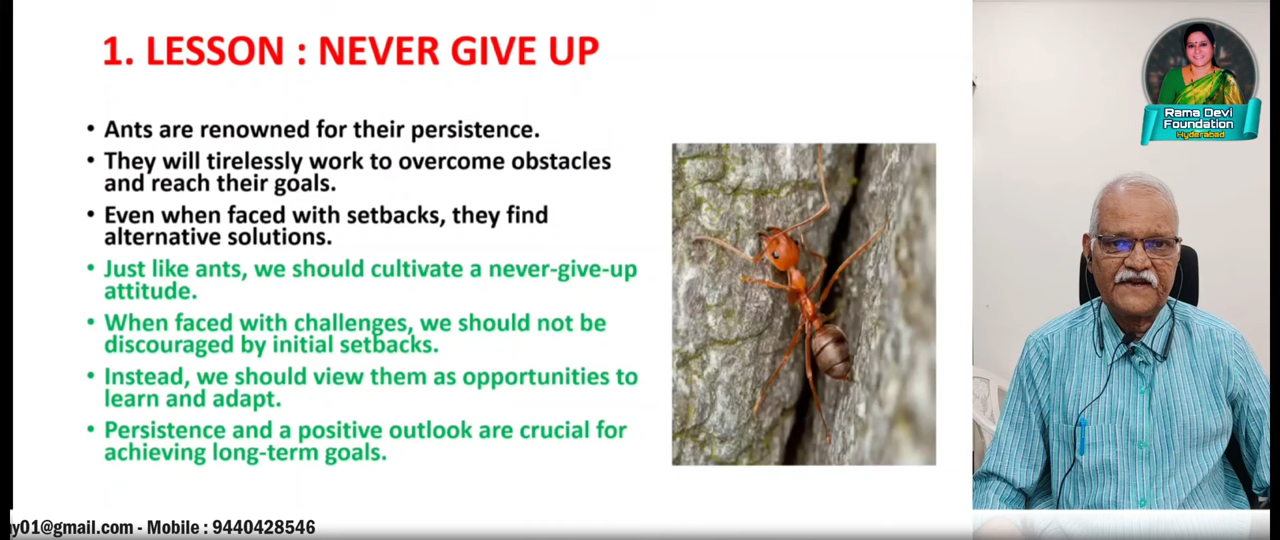 1. LESSON : NEVER GIVE UP
• Ants are renowned for their persistence.
• They will tirelessly work to overcome obstacles
and reach their goals.
• Even when faced with setbacks, they find
alternative solutions.
• Just like ants, we should cultivate a never-give-up
attitude.
• When faced with challenges, we should not be
discouraged by initial setbacks.
• Instead, we should view them as opportunities to
learn and adapt.
• Persistence and a positive outlook are crucial for
achieving long-term goals.
Rama Devi
Foundation
Hyderabad
y01@gmail.com - Mobile : 9440428546